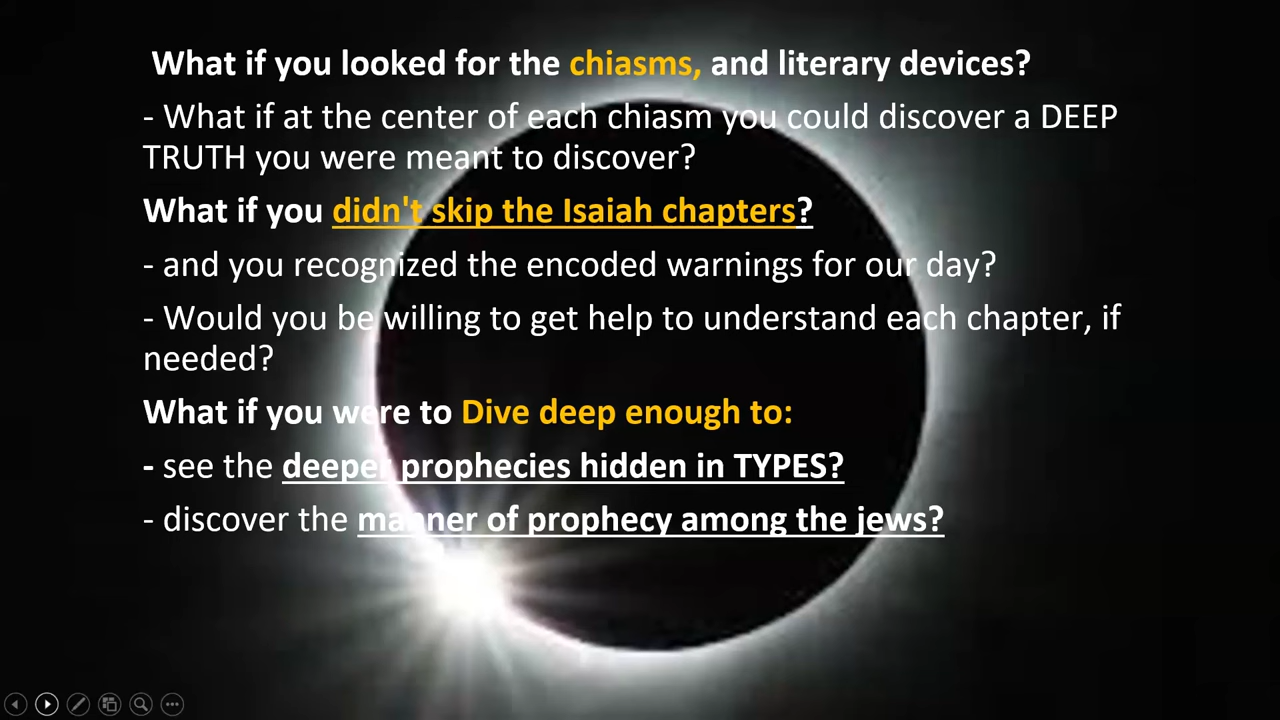 What if you looked for the chiasms, and literary devices?
- What if at the center of each chiasm you could discover a DEEP
TRUTH you were meant to discover?
What if you didn't skip the Isaiah chapters?
- and you recognized the encoded warnings for our day?
- Would you be willing to get help to understand each chapter, if
needed?
What if you were to Dive deep enough to:
- see the deeper prophecies hidden in TYPES?
- discover the manner of prophecy among the jews?